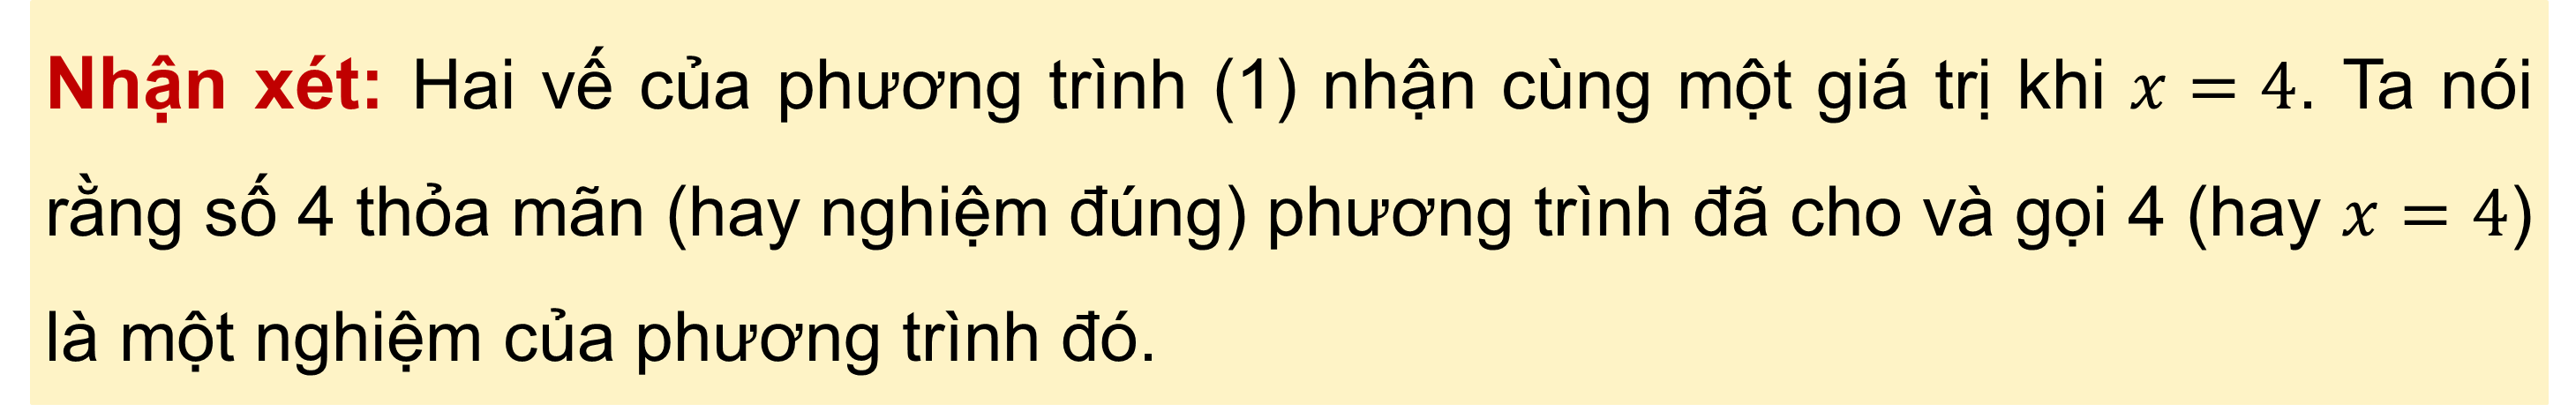 Nhận xét: Hai vế của phương trình (1) nhận cùng một giá trị khi x = 4. Ta nói
rằng số 4 thỏa mãn (hay nghiệm đúng) phương trình đã cho và gọi 4 (hay x = 4)
là một nghiệm của phương trình đó.